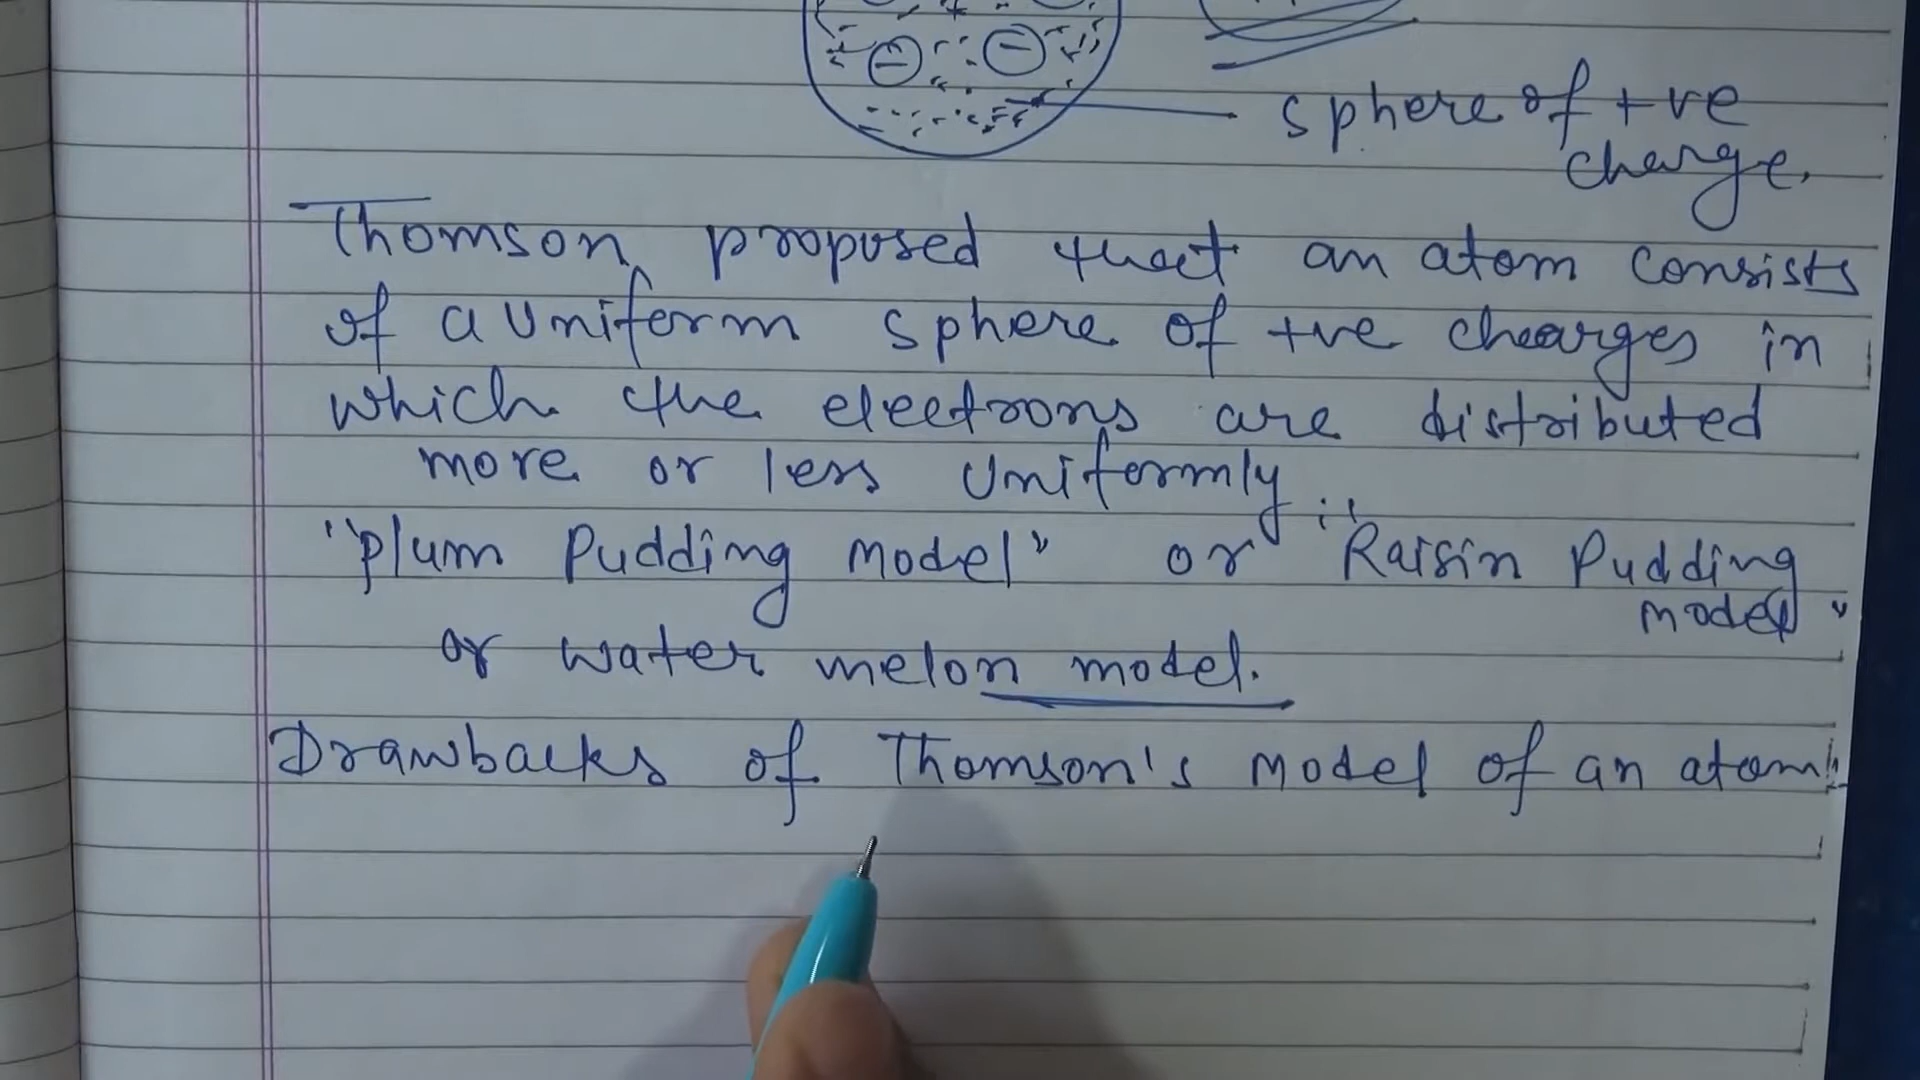 sphere of +ve
charge.
Thomson proposed that an atom consists
of a uniform sphere of +ve charges in
which the electrons are distributed
more or less uniformly.
"Plum Pudding Model" or "Raisin Pudding
model"
or water melon model.
Drawbacks of Thomson's model of an atom: